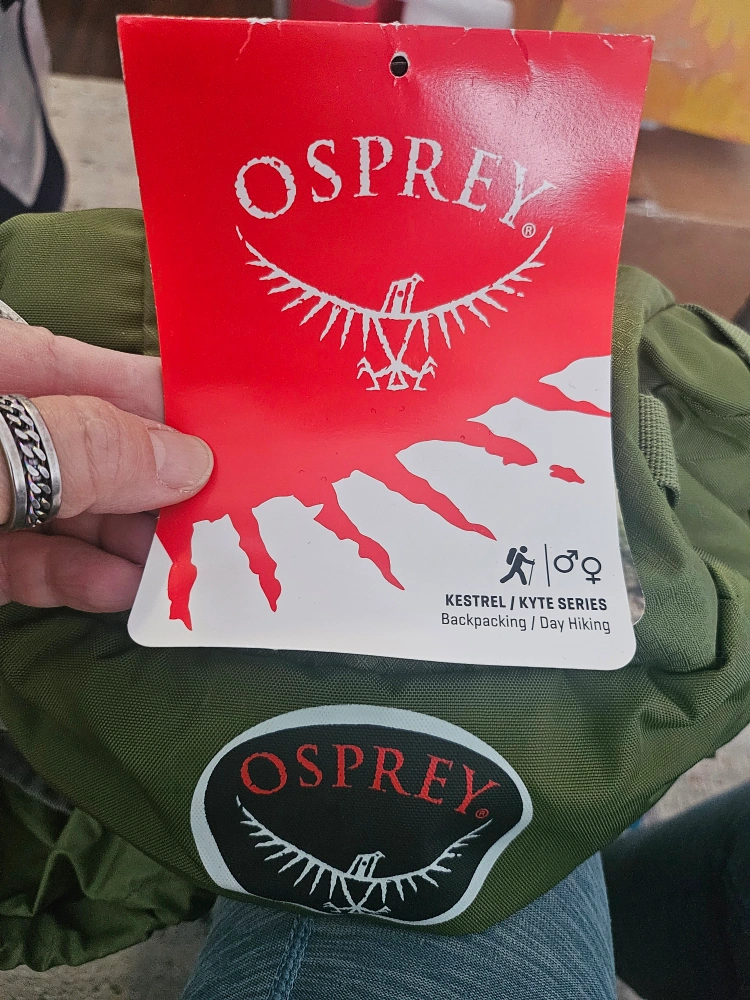 OSPREY®
KESTREL / KYTE SERIES
Backpacking / Day Hiking
OSPREY®